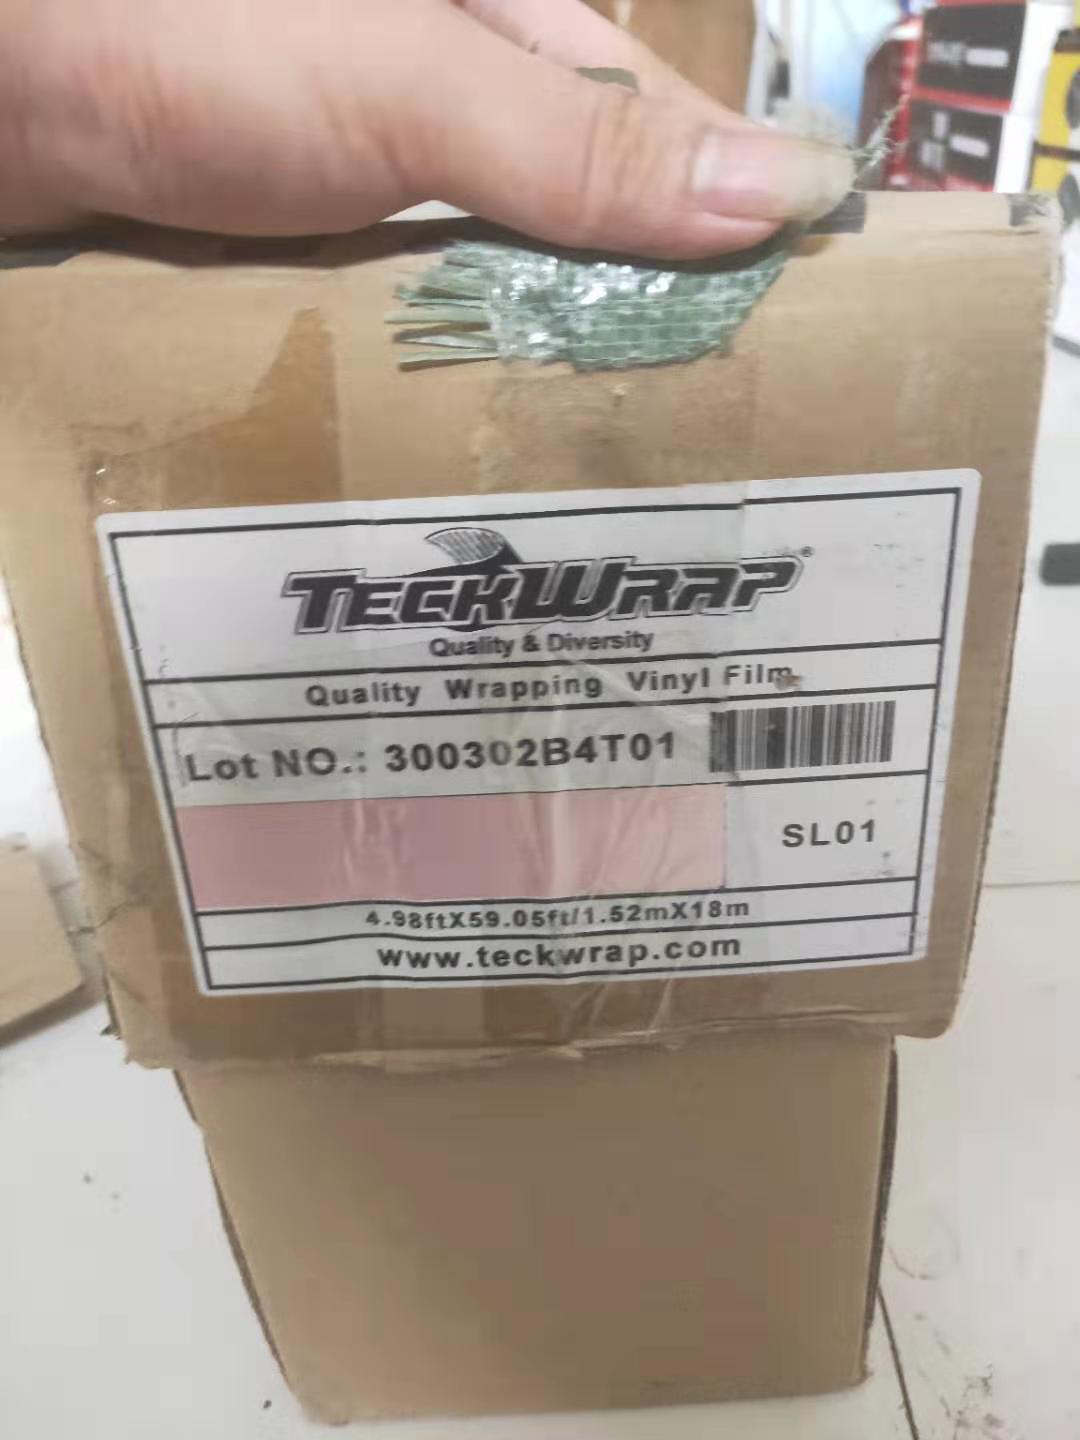 TECKWRAP®
Quality & Diversity
Quality Wrapping Vinyl Film
Lot NO.: 300302B4T01
SL01
4.98ftX59.05ft/1.52mX18m
www.teckwrap.com